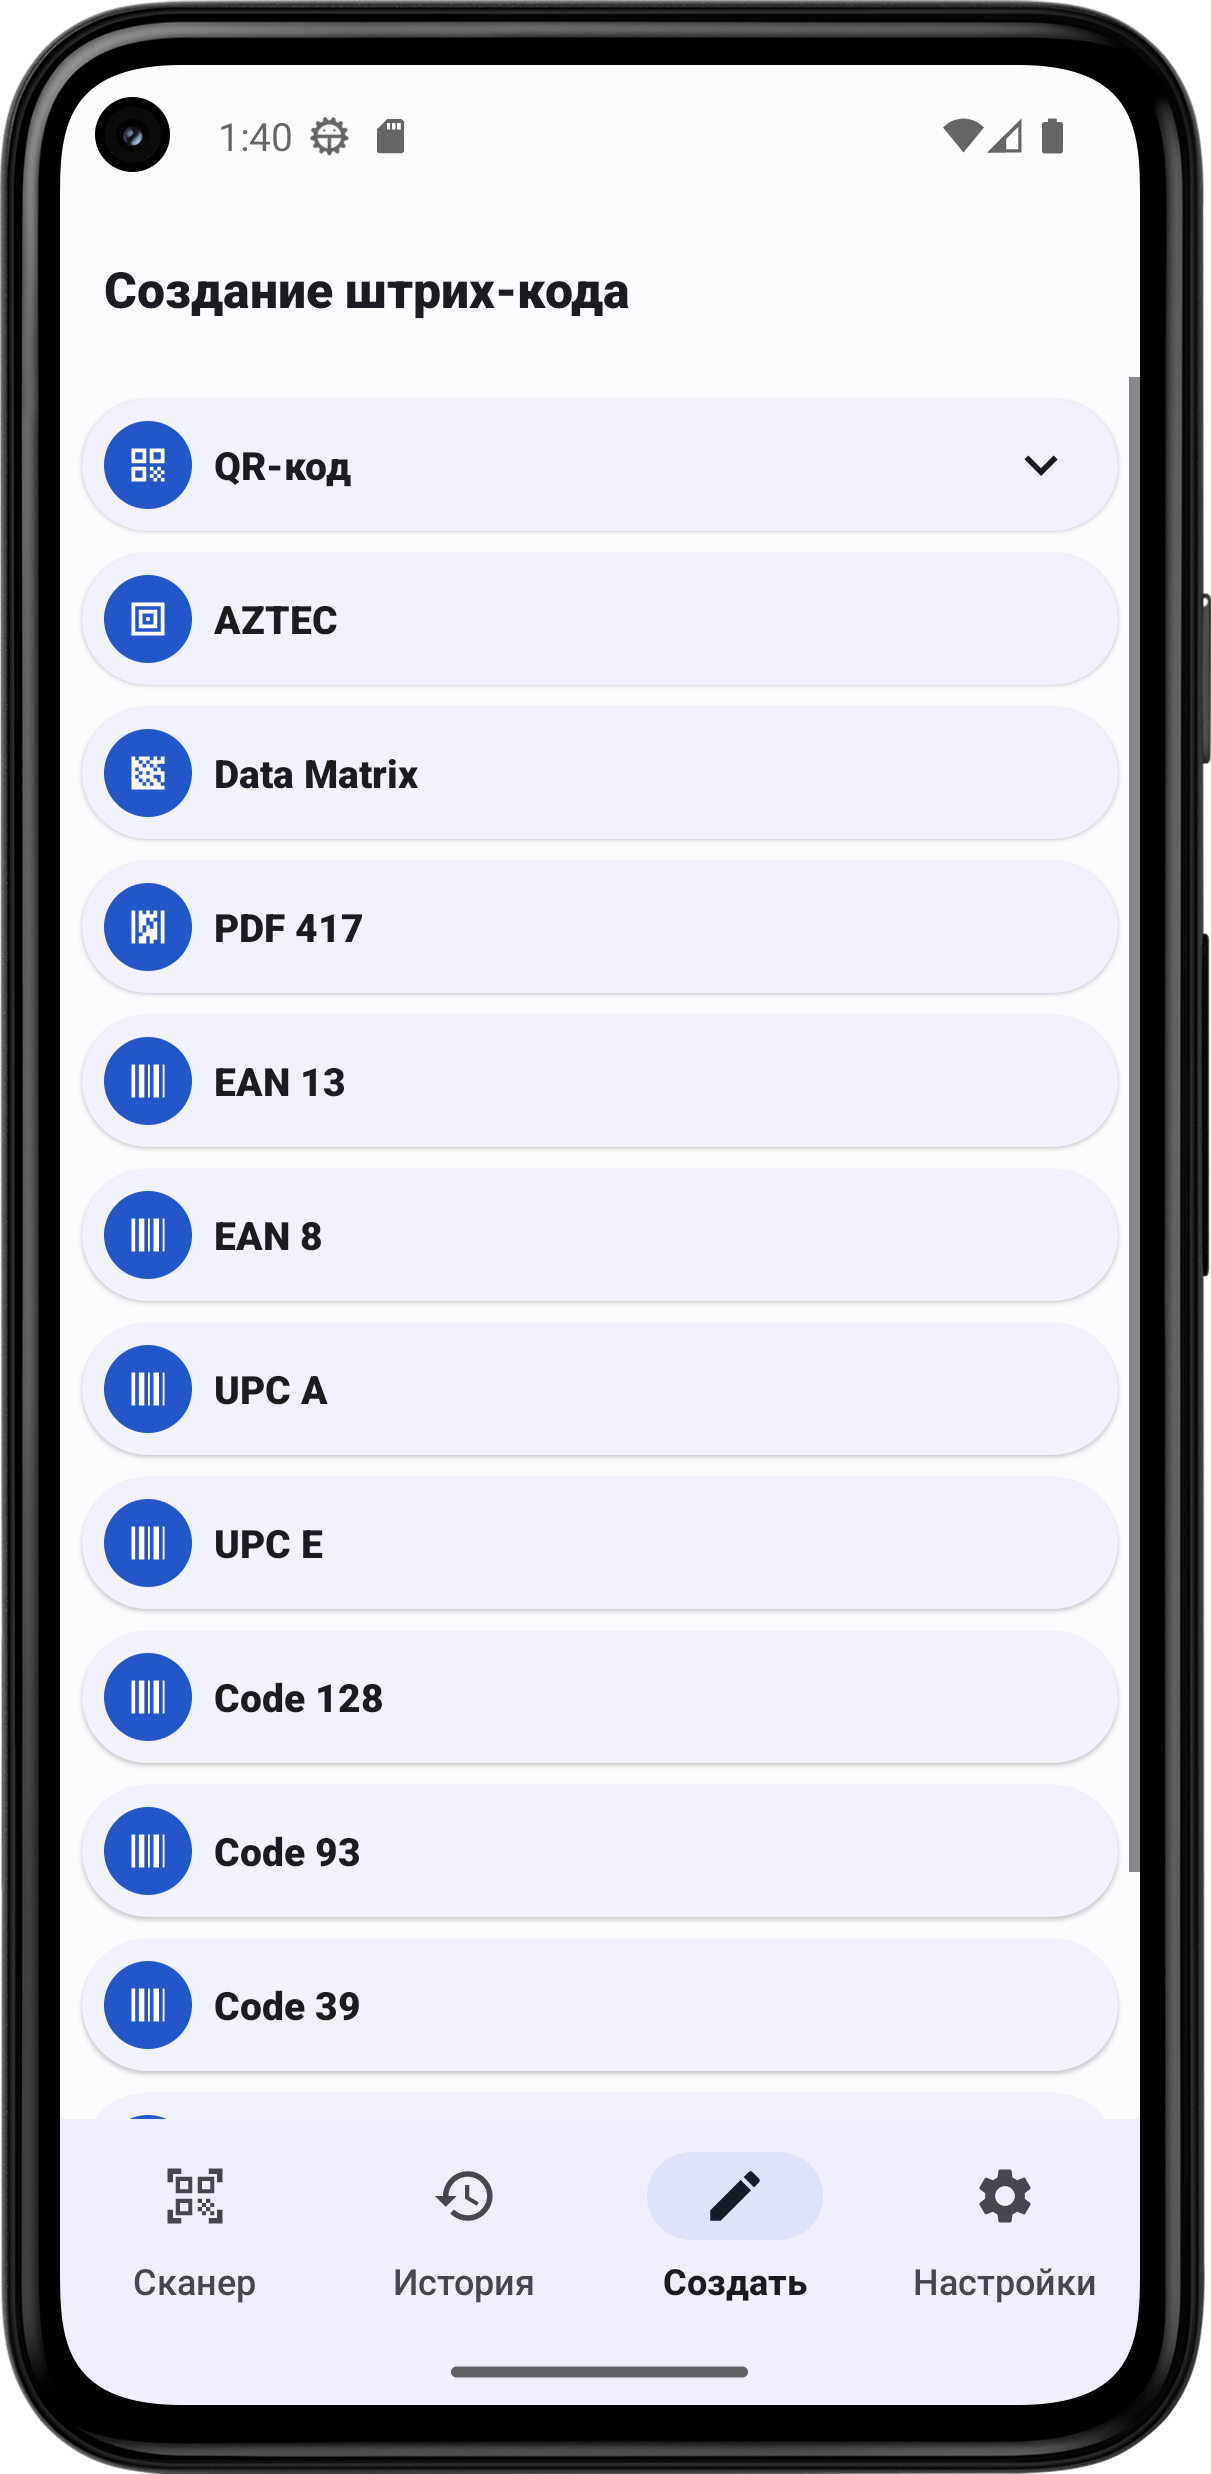 1:40
Создание штрих-кода
QR-код
AZTEC
Data Matrix
PDF 417
EAN 13
EAN 8
UPC A
UPC E
Code 128
Code 93
Code 39
Сканер
История
Создать
Настройки